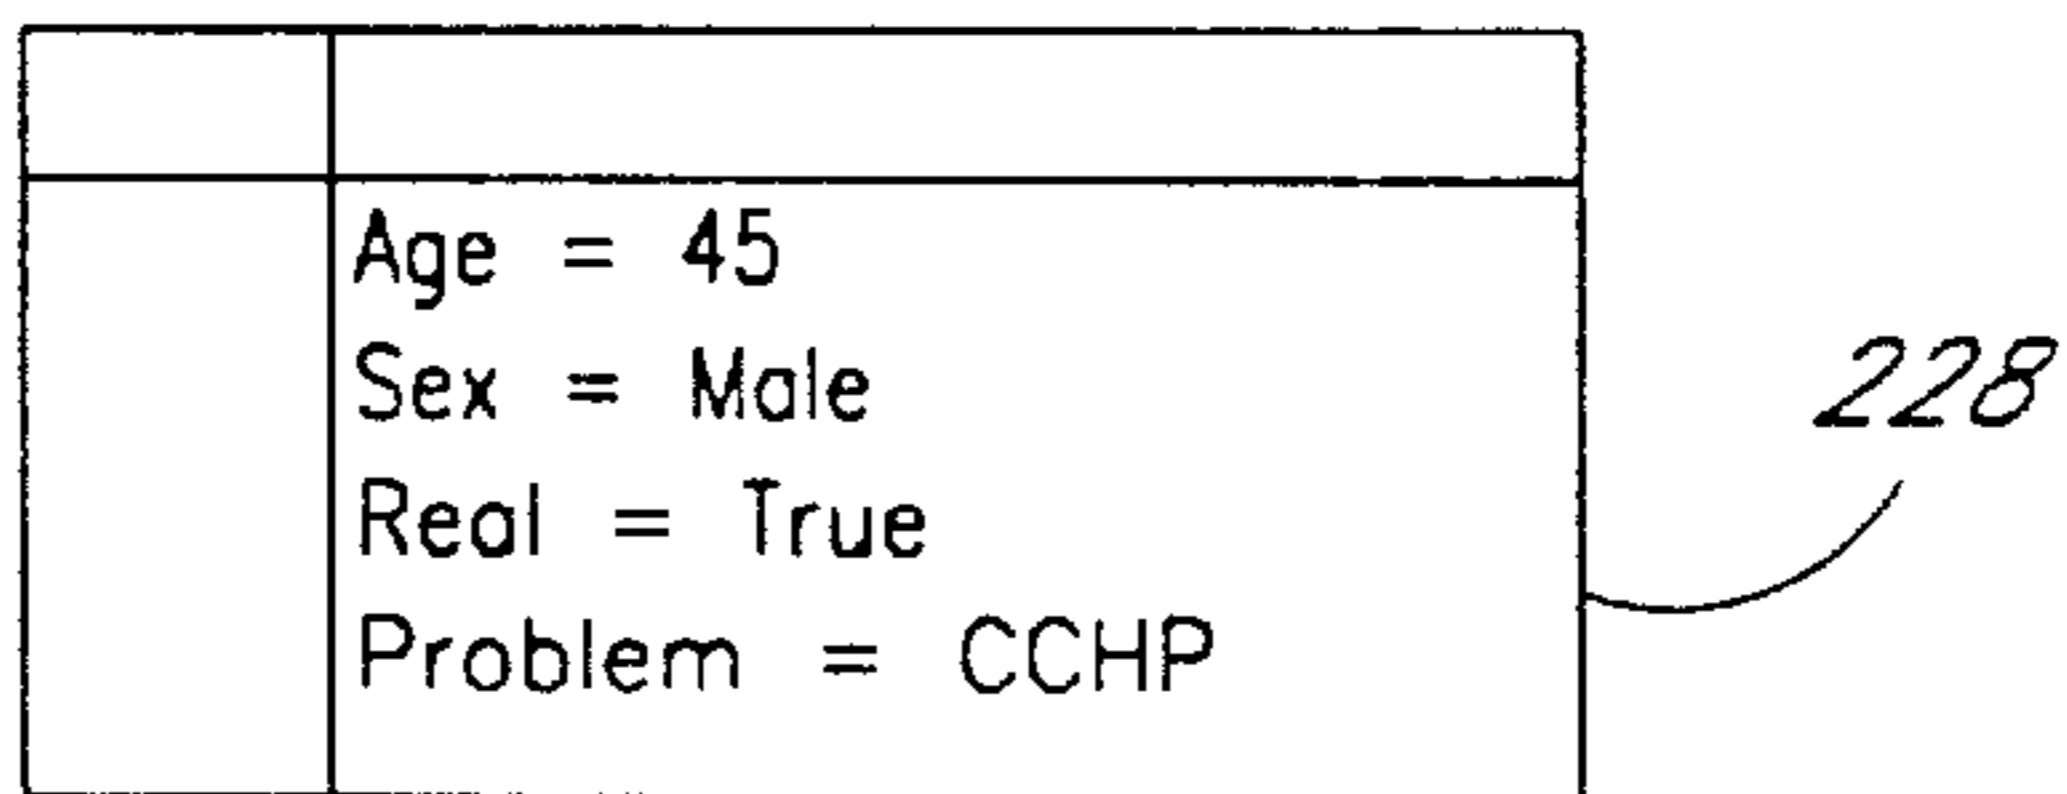 Age = 45
Sex = Male
228
Real = True
Problem = CCHP